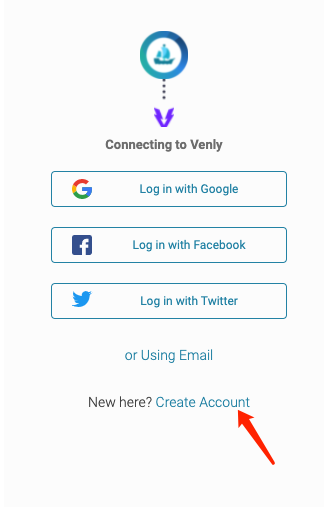 Connecting to Venly
Log in with Google
Log in with Facebook
Log in with Twitter
or Using Email
New here? Create Account